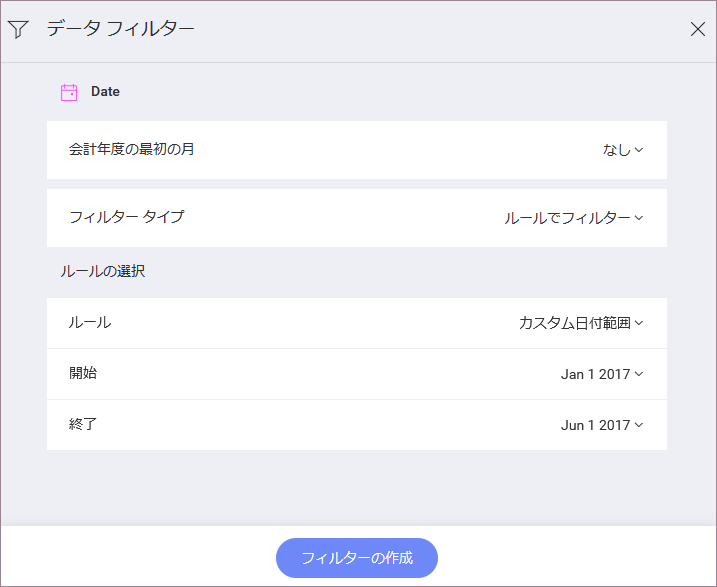 データ フィルター
Date
会計年度の最初の月 なし
フィルター タイプ ルールでフィルター
ルールの選択
ルール カスタム日付範囲
開始 Jan 1 2017
終了 Jun 1 2017
フィルターの作成